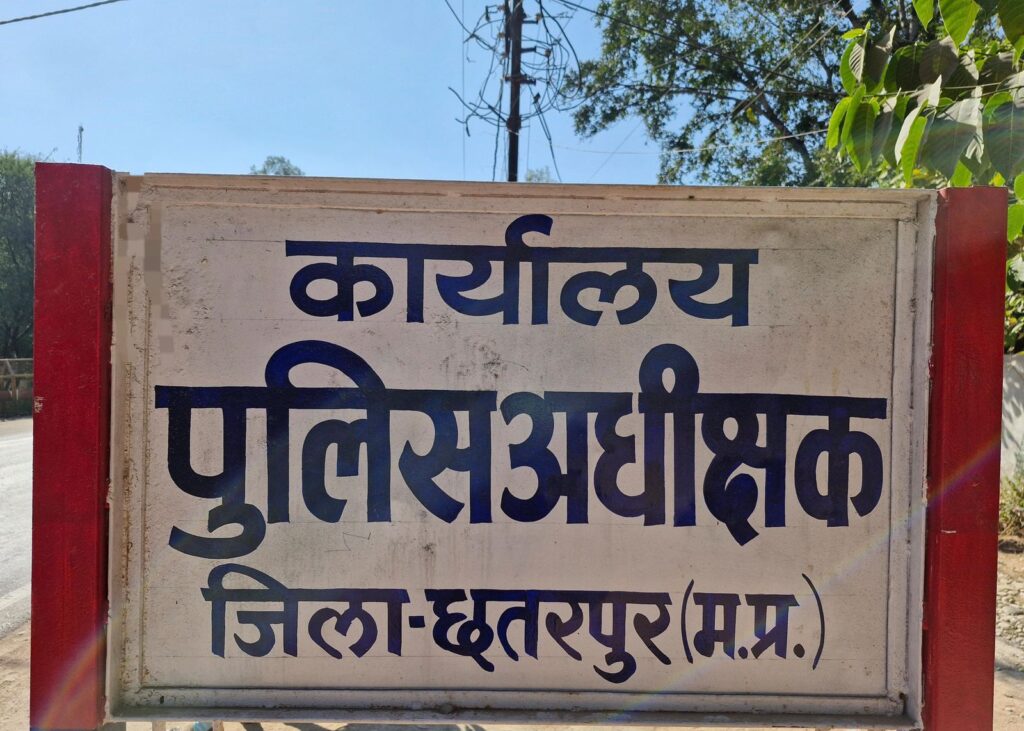 कार्यालय
पुलिस अधीक्षक
जिला-छतरपुर (म.प्र.)